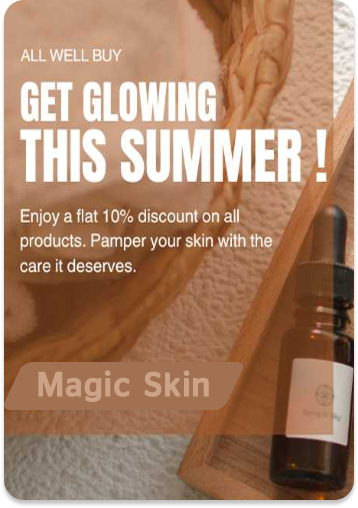 ALL WELL BUY
GET GLOWING
THIS SUMMER !
Enjoy a flat 10% discount on all
products. Pamper your skin with the
care it deserves.
Magic Skin